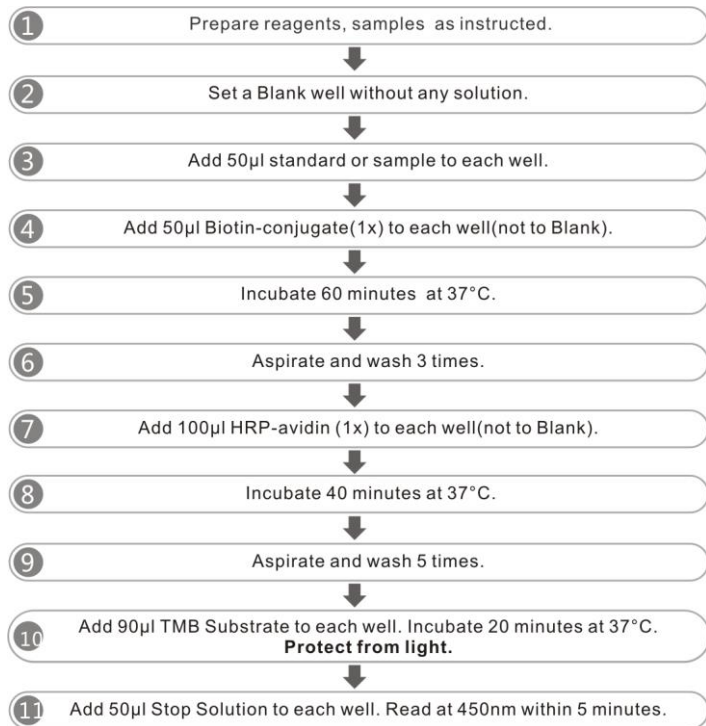 1 Prepare reagents, samples as instructed.
2 Set a Blank well without any solution.
3 Add 50μl standard or sample to each well.
4 Add 50μl Biotin-conjugate(1x) to each well(not to Blank).
5 Incubate 60 minutes at 37°C.
6 Aspirate and wash 3 times.
7 Add 100μl HRP-avidin (1x) to each well(not to Blank).
8 Incubate 40 minutes at 37°C.
9 Aspirate and wash 5 times.
10 Add 90μl TMB Substrate to each well. Incubate 20 minutes at 37°C.
Protect from light.
11 Add 50μl Stop Solution to each well. Read at 450nm within 5 minutes.